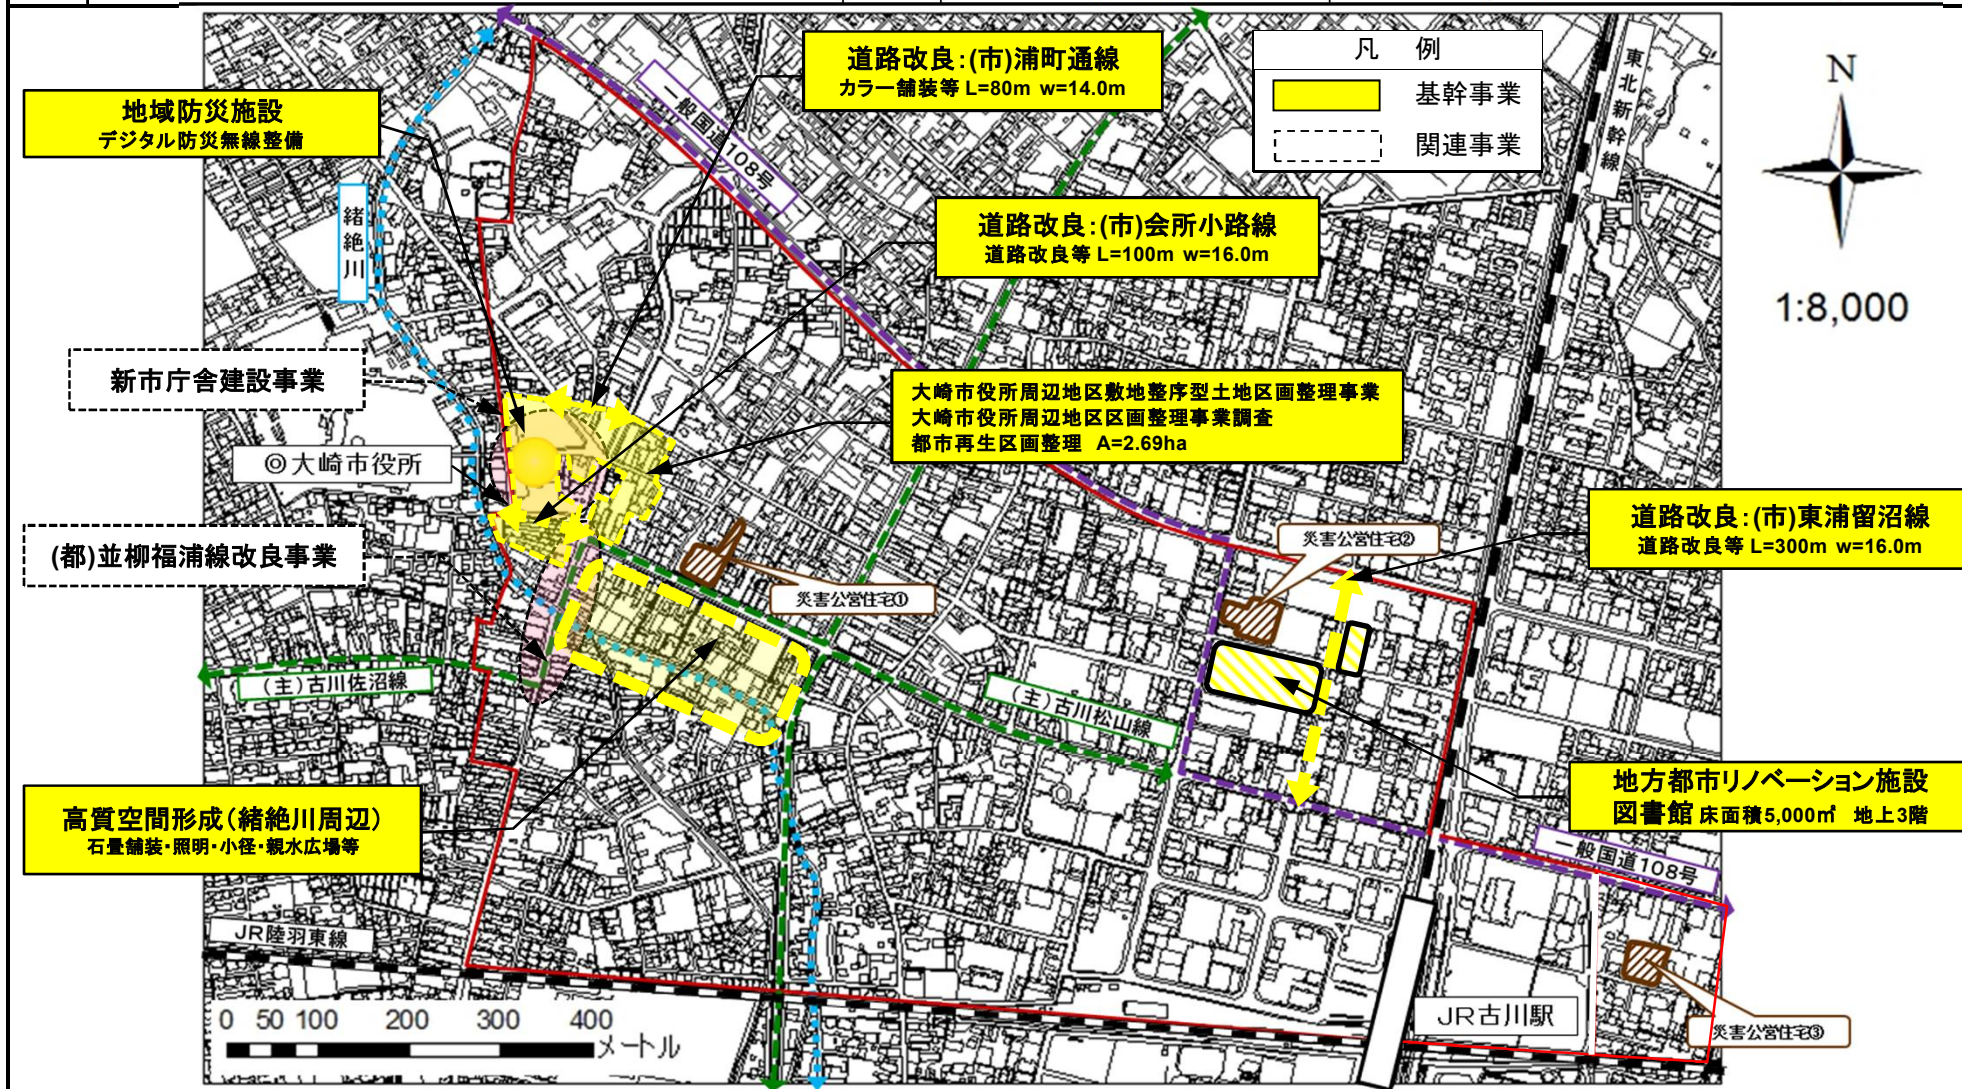 道路改良：(市)浦町通線
カラー舗装等 L=80m w=14.0m
凡 例
基幹事業
関連事業
東北新幹線
N
1:8,000
地域防災施設
デジタル防災無線整備
一般国道108号
緒絶川
道路改良：(市)会所小路線
道路改良等 L=100m w=16.0m
新市庁舎建設事業
大崎市役所周辺地区敷地整序型土地区画整理事業
大崎市役所周辺地区区画整理事業調査
都市再生区画整理 A=2.69ha
◎大崎市役所
道路改良：(市)東浦留沼線
道路改良等 L=300m w=16.0m
(都)並柳福浦線改良事業
災害公営住宅②
災害公営住宅①
(主)古川佐沼線
(主)古川松山線
地方都市リノベーション施設
図書館 床面積5,000㎡ 地上3階
高質空間形成（緒絶川周辺）
石畳舗装・照明・小径・親水広場等
一般国道108号
JR陸羽東線
JR古川駅
災害公営住宅③
0 50 100 200 300 400
メートル